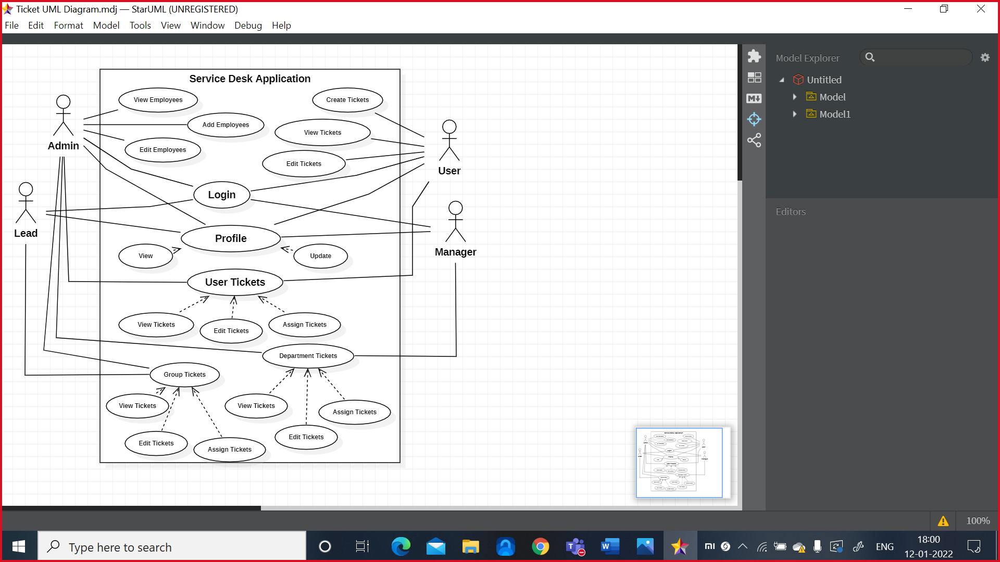 Ticket UML Diagram.mdj — StarUML (UNREGISTERED)
File Edit Format Model Tools View Window Debug Help
Service Desk Application
View Employees
Create Tickets
Add Employees
View Tickets
Edit Employees
Edit Tickets
Admin
User
Login
Lead
Profile
Manager
View
Update
User Tickets
View Tickets
Edit Tickets
Assign Tickets
Department Tickets
Group Tickets
View Tickets
View Tickets
Assign Tickets
Edit Tickets
Edit Tickets
Assign Tickets
Model Explorer
Untitled
Model
Model1
Editors
100%
Type here to search
MI
ENG
18:00
12-01-2022